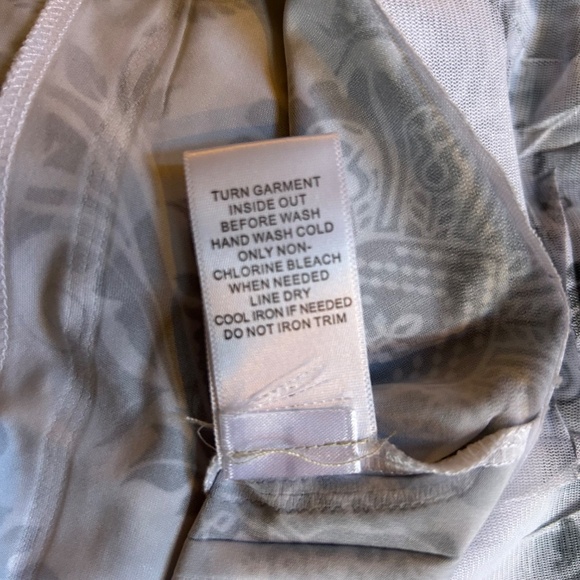 TURN GARMENT
INSIDE OUT
BEFORE WASH
HAND WASH COLD
ONLY NON-
CHLORINE BLEACH
WHEN NEEDED
LINE DRY
COOL IRON IF NEEDED
DO NOT IRON TRIM